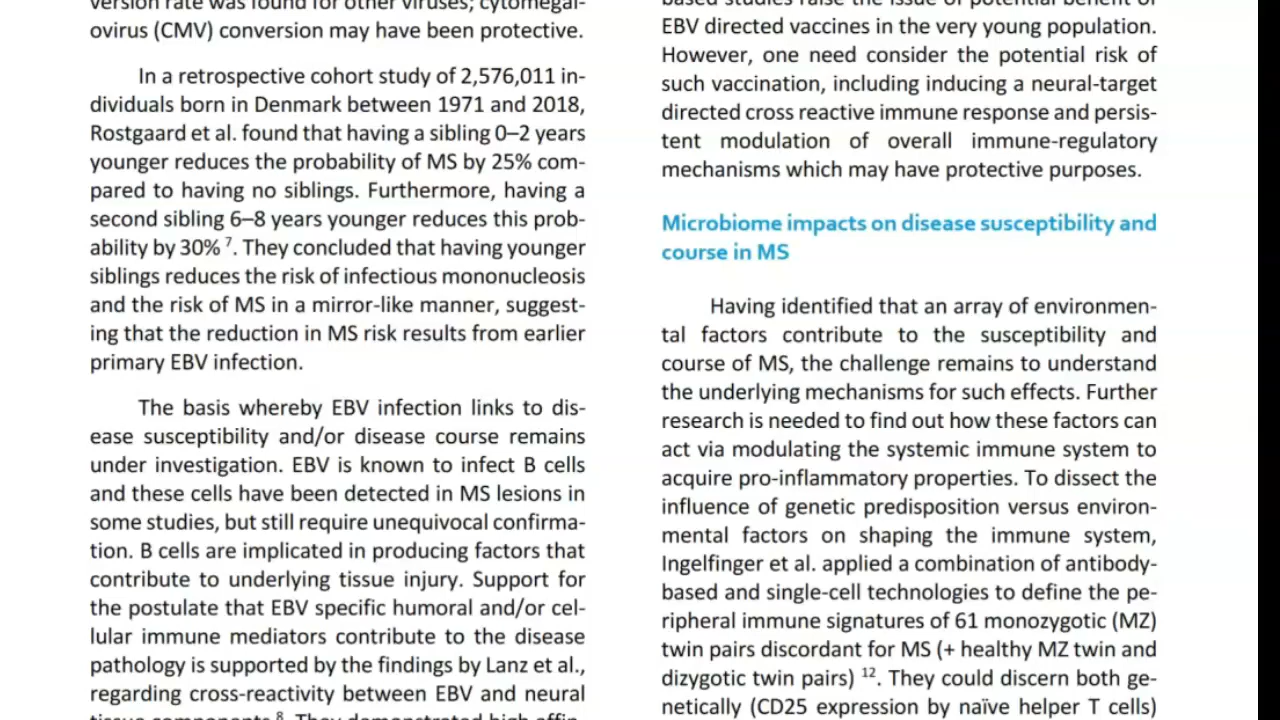 version rate was found for other viruses; cytomegal-
ovirus (CMV) conversion may have been protective.
In a retrospective cohort study of 2,576,011 in-
dividuals born in Denmark between 1971 and 2018,
Rostgaard et al. found that having a sibling 0–2 years
younger reduces the probability of MS by 25% com-
pared to having no siblings. Furthermore, having a
second sibling 6–8 years younger reduces this prob-
ability by 30% 7. They concluded that having younger
siblings reduces the risk of infectious mononucleosis
and the risk of MS in a mirror-like manner, suggest-
ing that the reduction in MS risk results from earlier
primary EBV infection.
The basis whereby EBV infection links to dis-
ease susceptibility and/or disease course remains
under investigation. EBV is known to infect B cells
and these cells have been detected in MS lesions in
some studies, but still require unequivocal confirma-
tion. B cells are implicated in producing factors that
contribute to underlying tissue injury. Support for
the postulate that EBV specific humoral and/or cel-
lular immune mediators contribute to the disease
pathology is supported by the findings by Lanz et al.,
regarding cross-reactivity between EBV and neural
tissue components 8. They demonstrated high affin-
based studies raise the issue of potential benefit of
EBV directed vaccines in the very young population.
However, one need consider the potential risk of
such vaccination, including inducing a neural-target
directed cross reactive immune response and persis-
tent modulation of overall immune-regulatory
mechanisms which may have protective purposes.
Microbiome impacts on disease susceptibility and
course in MS
Having identified that an array of environmen-
tal factors contribute to the susceptibility and
course of MS, the challenge remains to understand
the underlying mechanisms for such effects. Further
research is needed to find out how these factors can
act via modulating the systemic immune system to
acquire pro-inflammatory properties. To dissect the
influence of genetic predisposition versus environ-
mental factors on shaping the immune system,
Ingelfinger et al. applied a combination of antibody-
based and single-cell technologies to define the pe-
ripheral immune signatures of 61 monozygotic (MZ)
twin pairs discordant for MS (+ healthy MZ twin and
dizygotic twin pairs) 12. They could discern both ge-
netically (CD25 expression by naïve helper T cells)